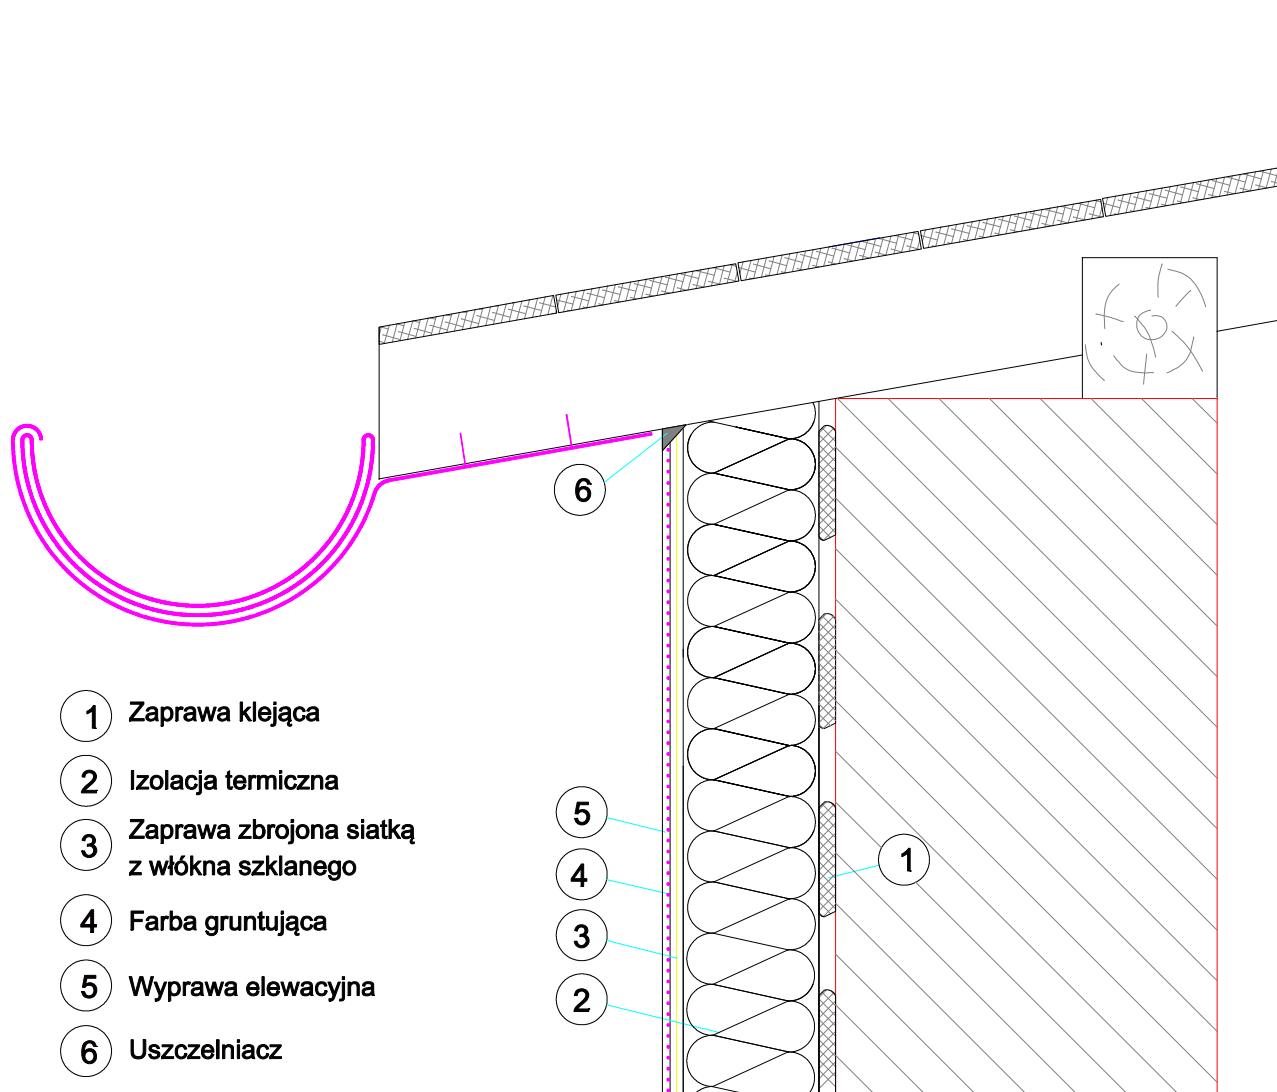 6
1 Zaprawa klejąca
2 Izolacja termiczna
3 Zaprawa zbrojona siatką
z włókna szklanego
4 Farba gruntująca
5 Wyprawa elewacyjna
6 Uszczelniacz
5
4
3
2
1